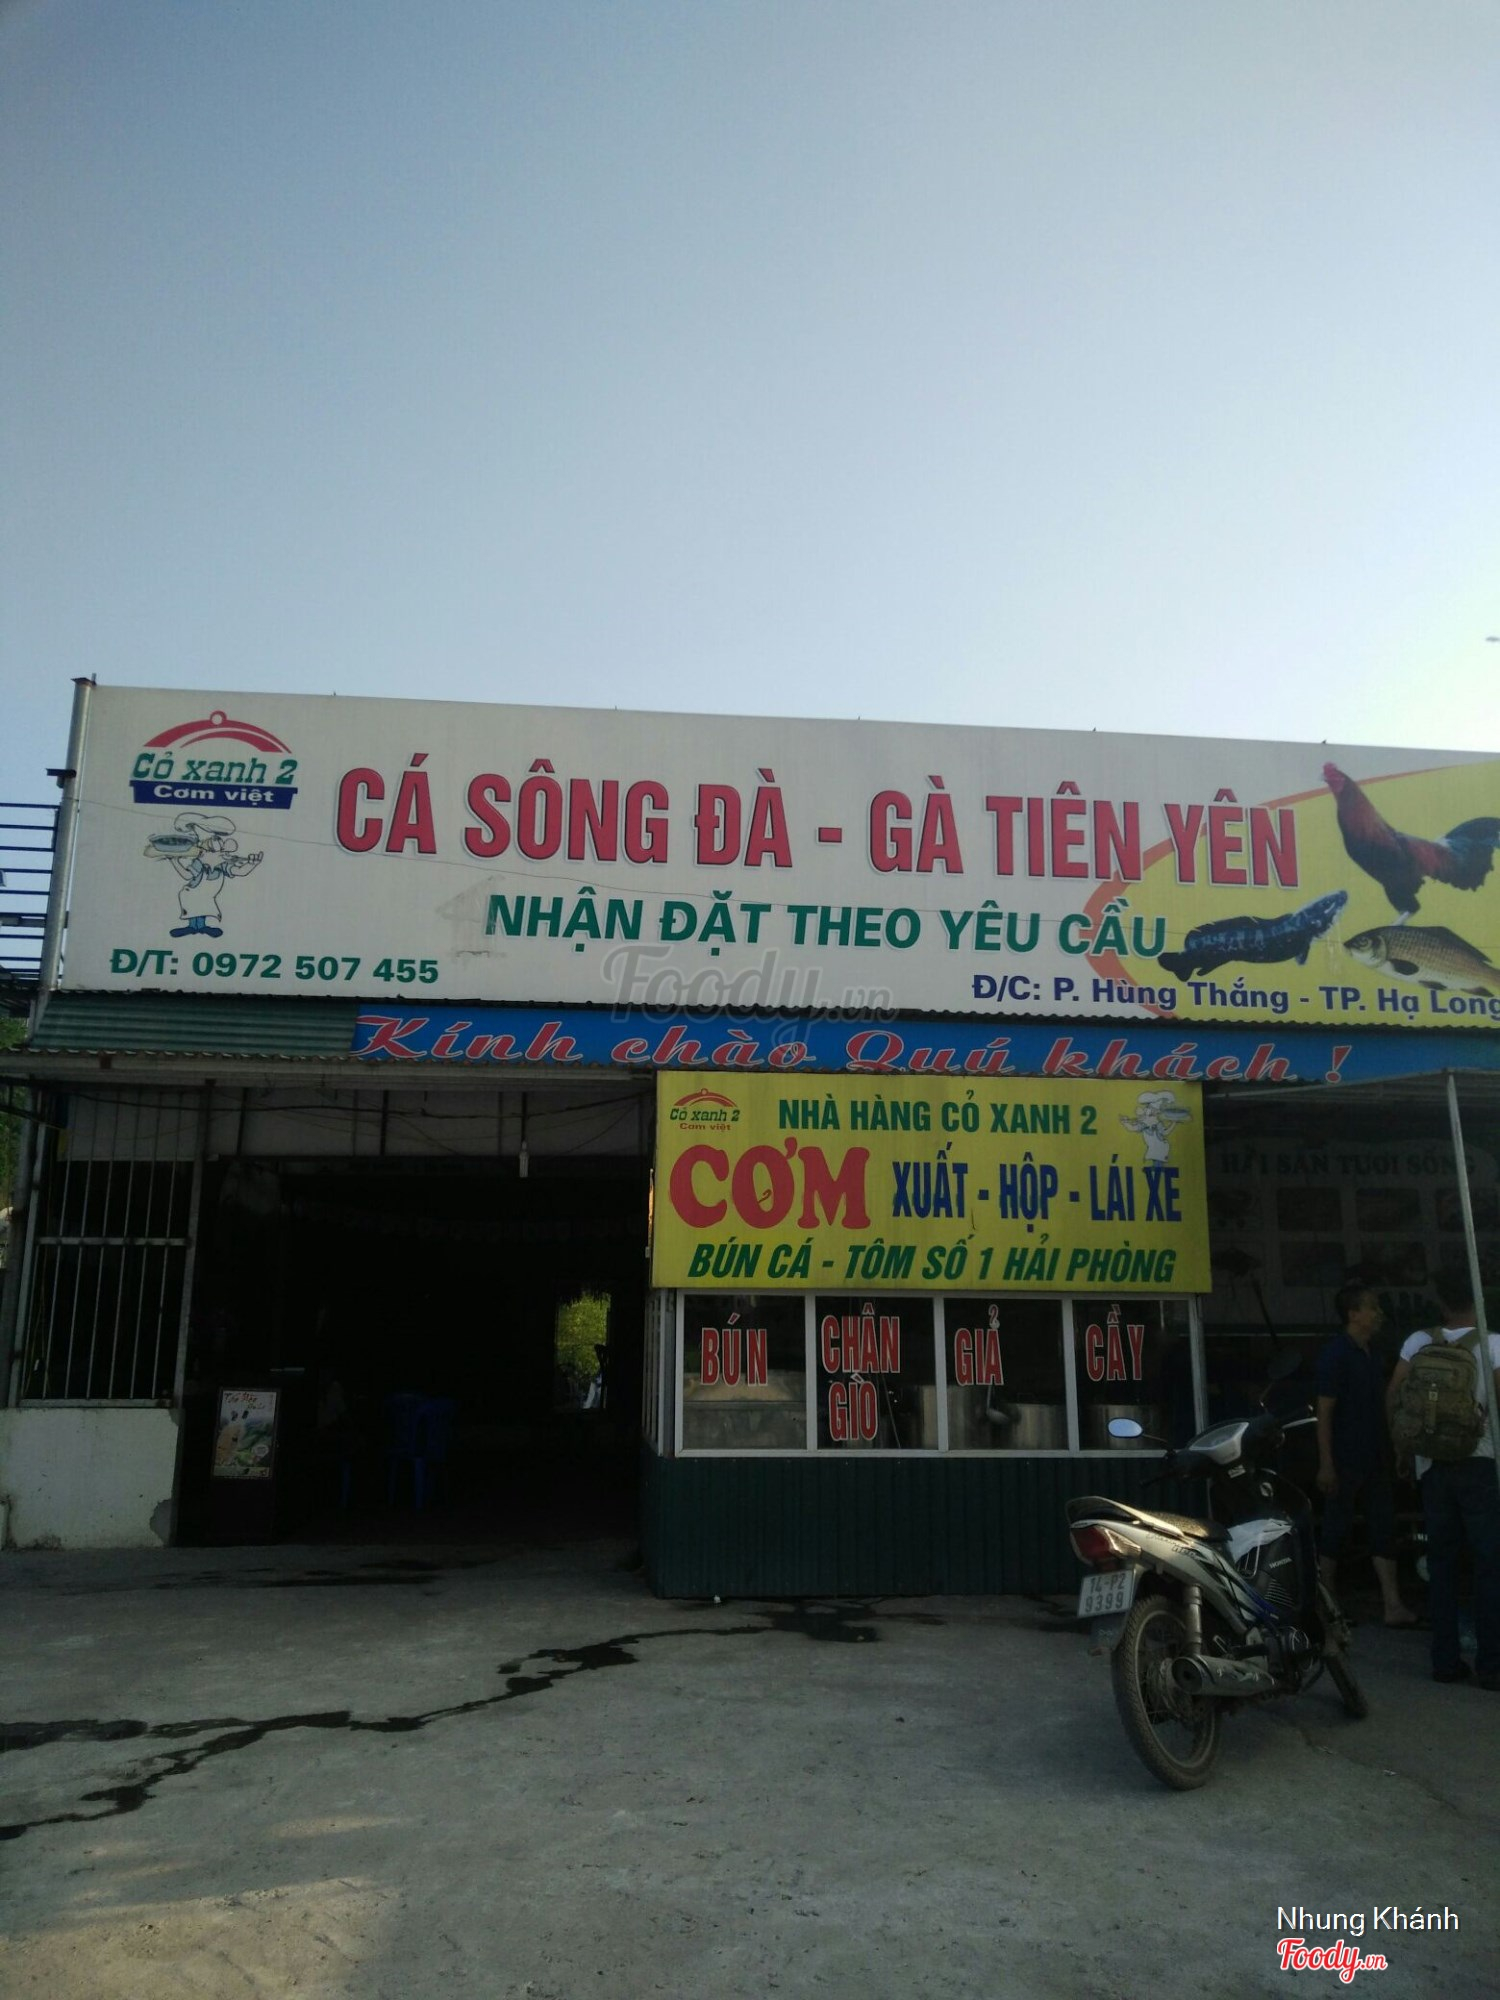 Cỏ xanh 2
Cơm việt
CÁ SÔNG ĐÀ - GÀ TIÊN YÊN
NHẬN ĐẶT THEO YÊU CẦU
Đ/T: 0972 507 455
Đ/C: P. Hùng Thắng - TP. Hạ Long
Foody.vn
Kính chào Quý khách !
Cỏ xanh 2
Cơm việt
NHÀ HÀNG CỎ XANH 2
CƠM XUẤT - HỘP - LÁI XE
BÚN CÁ - TÔM SỐ 1 HẢI PHÒNG
HẢI SẢN TƯƠI SỐNG
BÚN CHÂN GIÒ GIẢ CẦY
14-P2
9399
HONDA
Nhung Khánh
Foody.vn